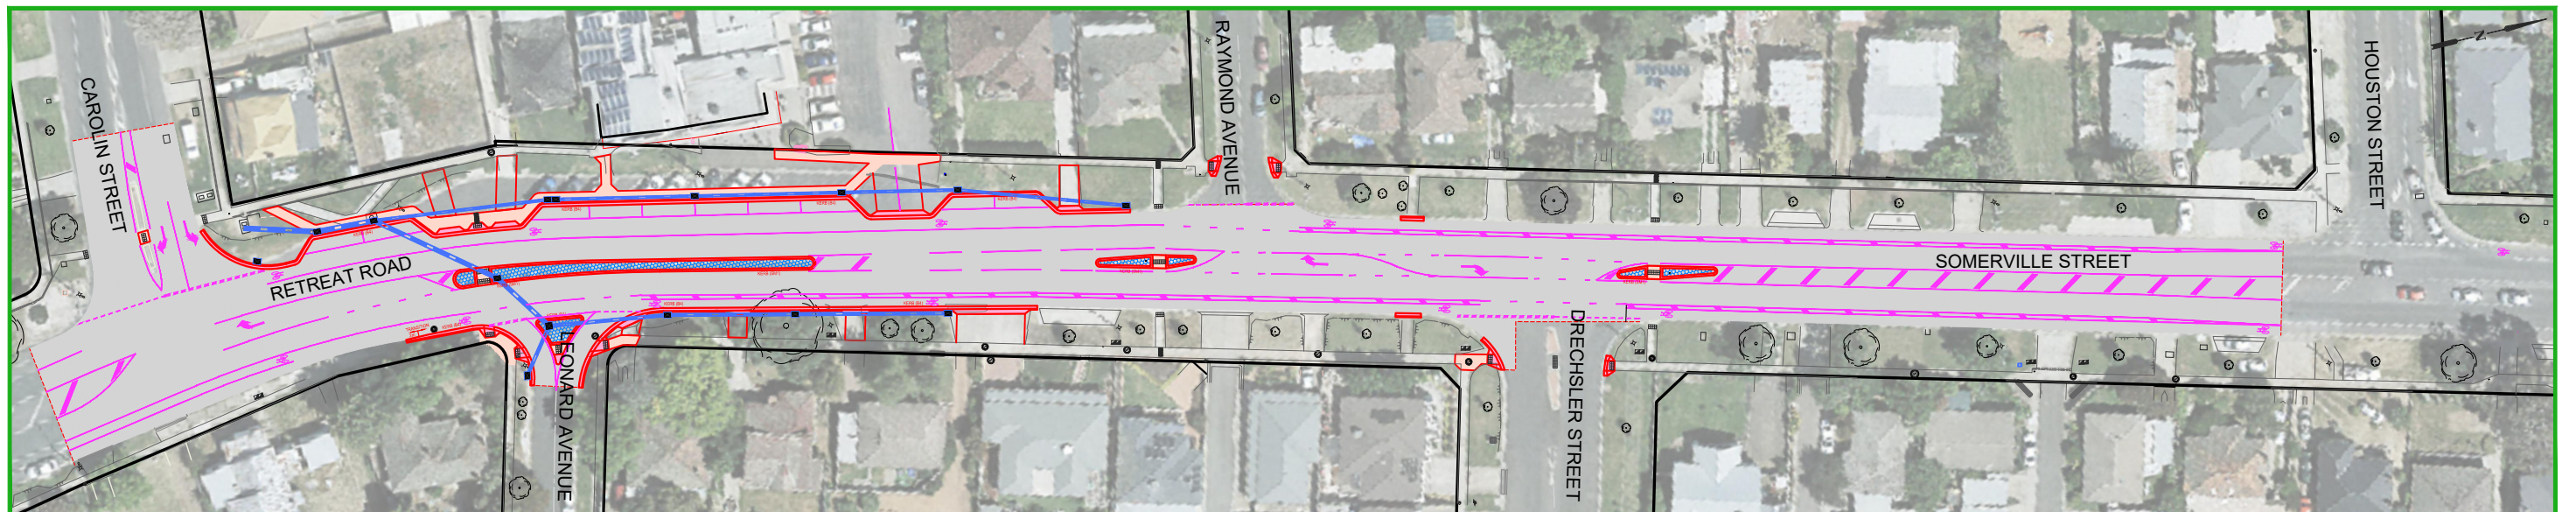 CAROLIN STREET
RETREAT ROAD
LEONARD AVENUE
RAYMOND AVENUE
DRECHSLER STREET
SOMERVILLE STREET
HOUSTON STREET
N